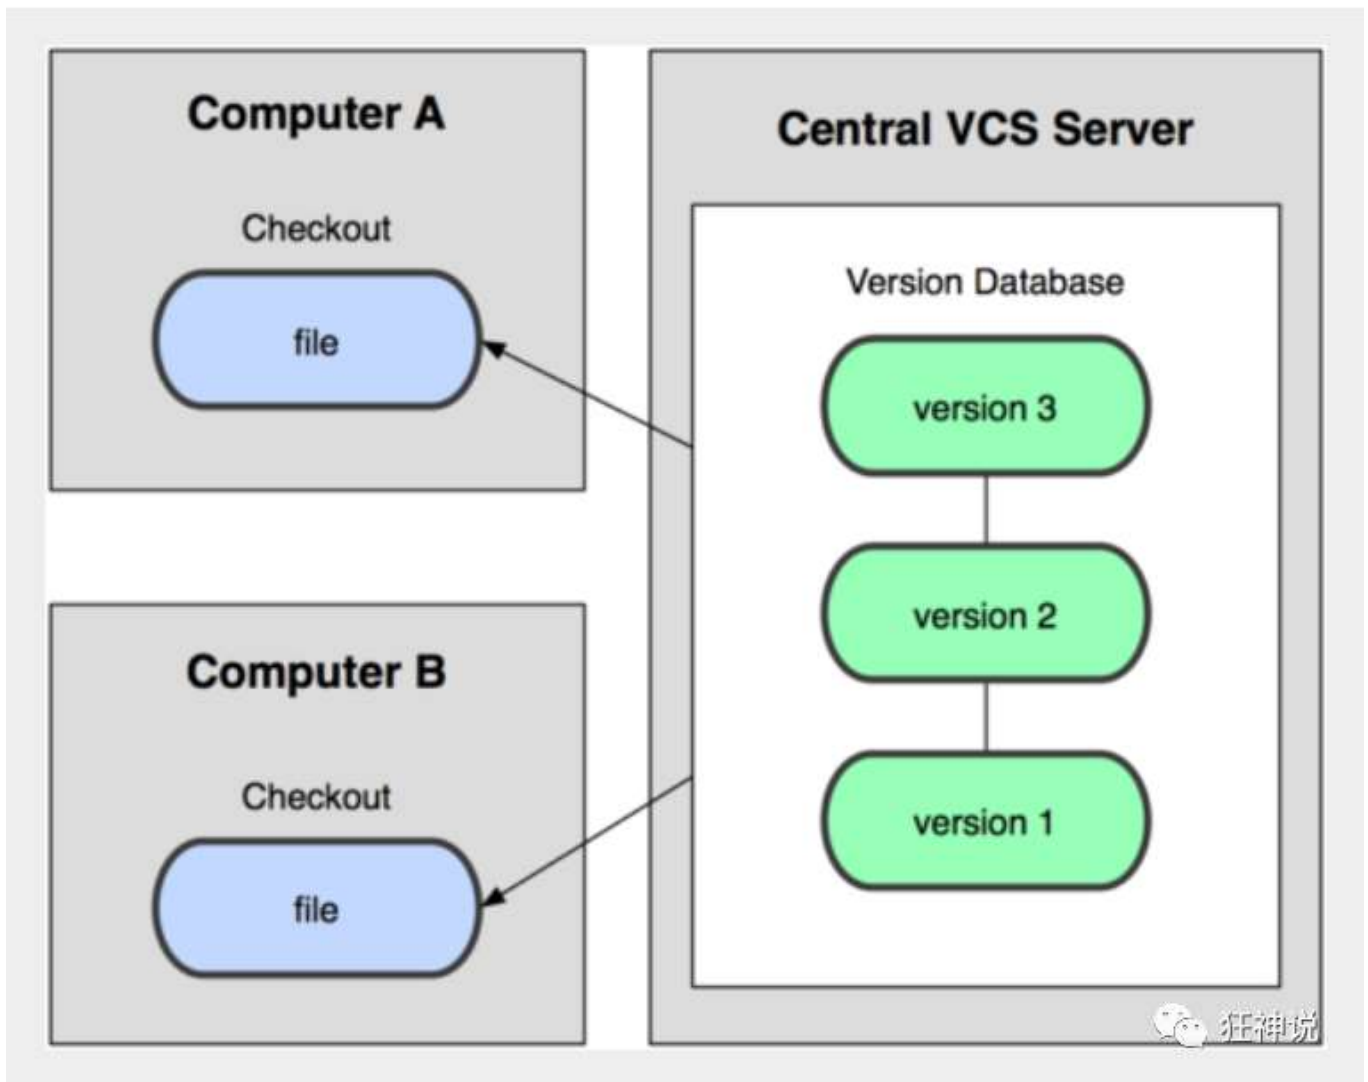 Computer A
Checkout
file
Computer B
Checkout
file
Central VCS Server
Version Database
version 3
version 2
version 1
狂神说